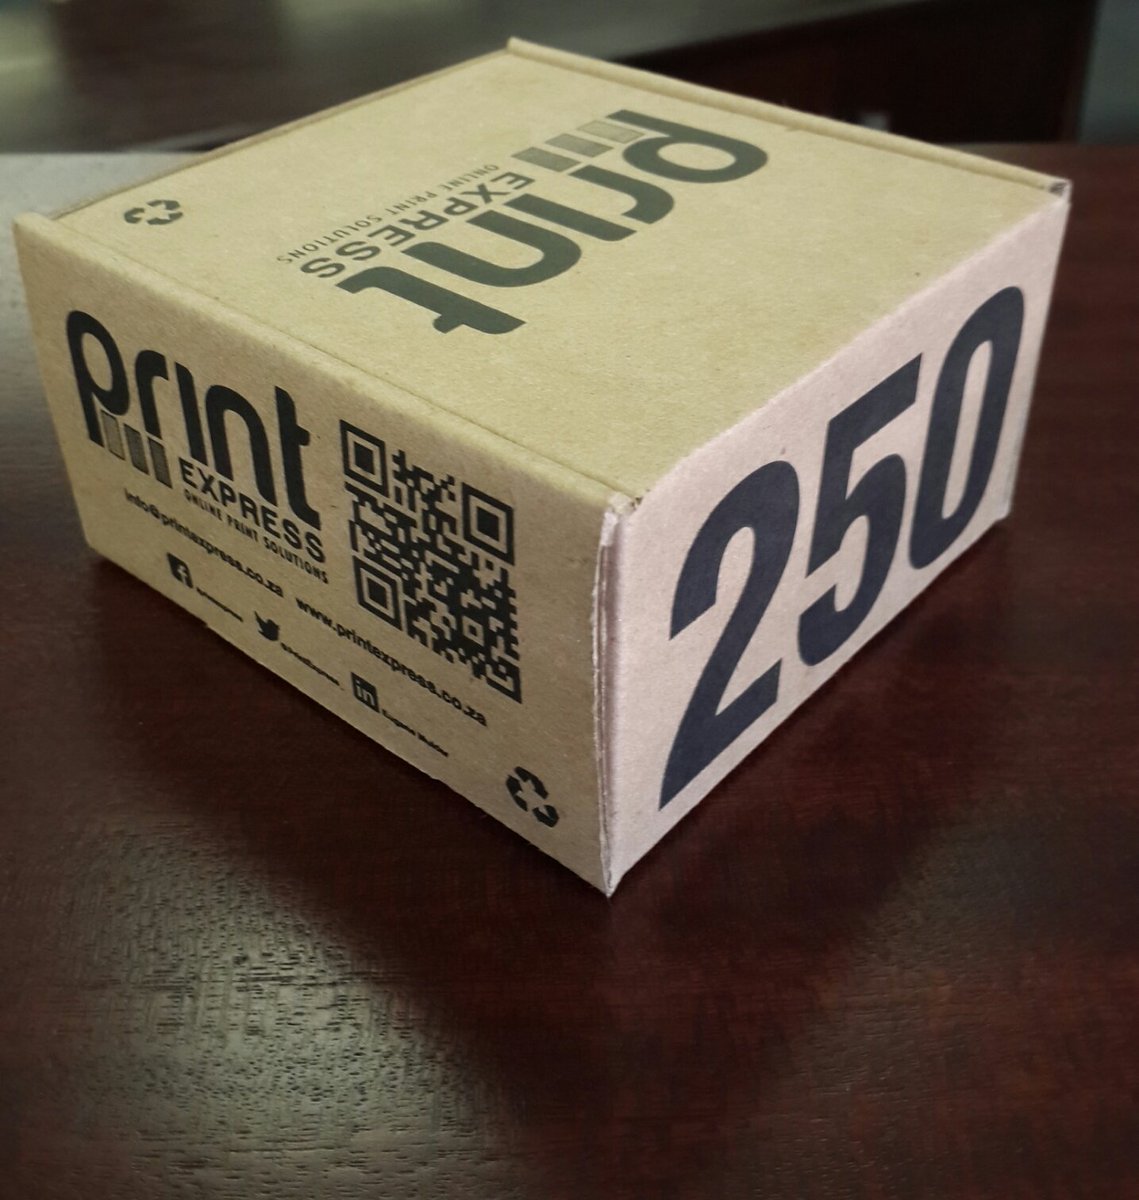 print
EXPRESS
ONLINE PRINT SOLUTIONS
print
EXPRESS
ONLINE PRINT SOLUTIONS
info@printexpress.co.za www.printexpress.co.za
in
250